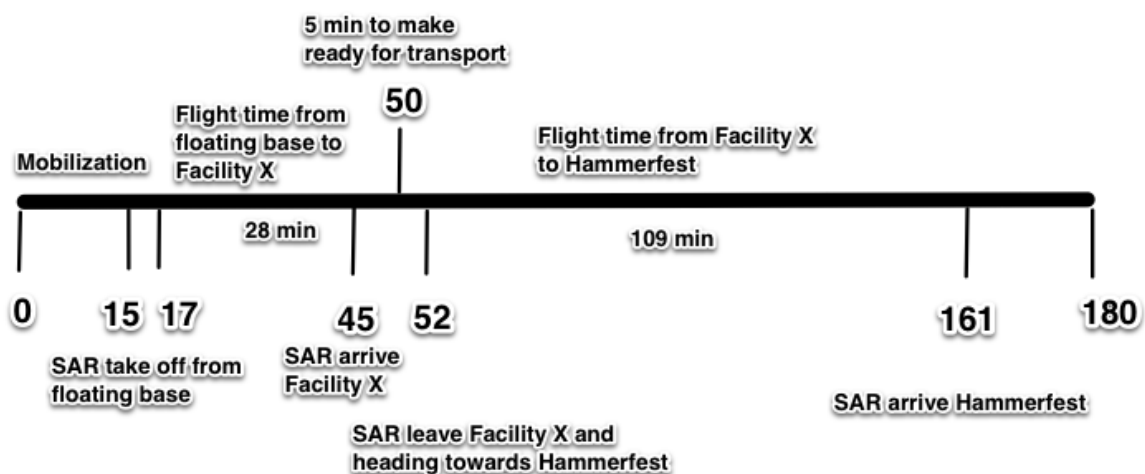 5 min to make
ready for transport
50
Flight time from
floating base to
Facility X
Flight time from Facility X
to Hammerfest
Mobilization
28 min
109 min
0
15
17
45
52
161
180
SAR take off from
floating base
SAR arrive
Facility X
SAR arrive Hammerfest
SAR leave Facility X and
heading towards Hammerfest